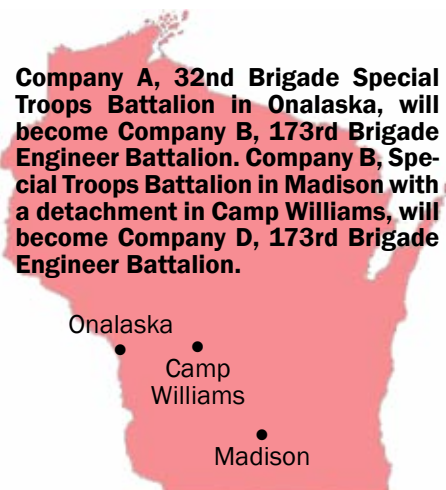 Company A, 32nd Brigade Special
Troops Battalion in Onalaska, will
become Company B, 173rd Brigade
Engineer Battalion. Company B, Spe-
cial Troops Battalion in Madison with
a detachment in Camp Williams, will
become Company D, 173rd Brigade
Engineer Battalion.
Onalaska
Camp
Williams
Madison